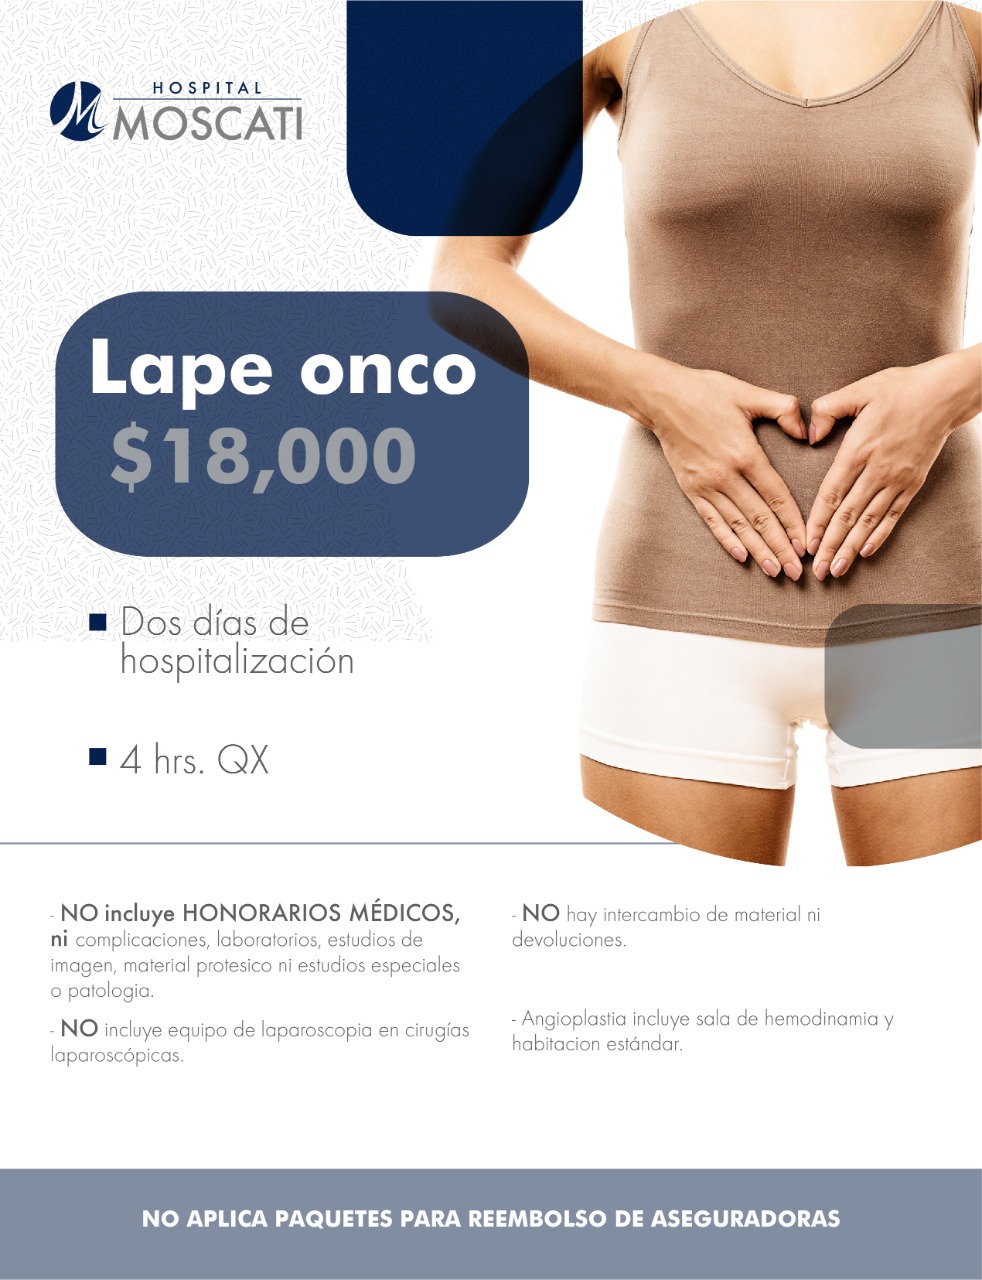 HOSPITAL
MOSCATI
Lape onco
$18,000
Dos días de
hospitalización
4 hrs. QX
- NO incluye HONORARIOS MÉDICOS,
ni complicaciones, laboratorios, estudios de
imagen, material protesico ni estudios especiales
o patologia.
- NO incluye equipo de laparoscopia en cirugías
laparoscópicas.
- NO hay intercambio de material ni
devoluciones.
- Angioplastia incluye sala de hemodinamia y
habitacion estándar.
NO APLICA PAQUETES PARA REEMBOLSO DE ASEGURADORAS